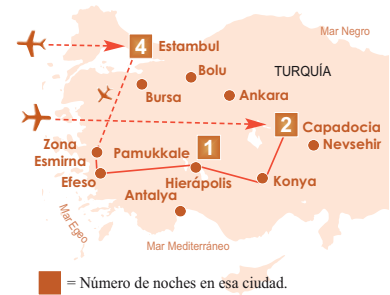 Mar Negro
4 Estambul
Bolu
TURQUÍA
Bursa
Ankara
2 Capadocia
Nevsehir
Zona
Esmirna
Pamukkale 1
Efeso
Hierápolis
Konya
Antalya
Mar Egeo
Mar Mediterráneo
= Número de noches en esa ciudad.